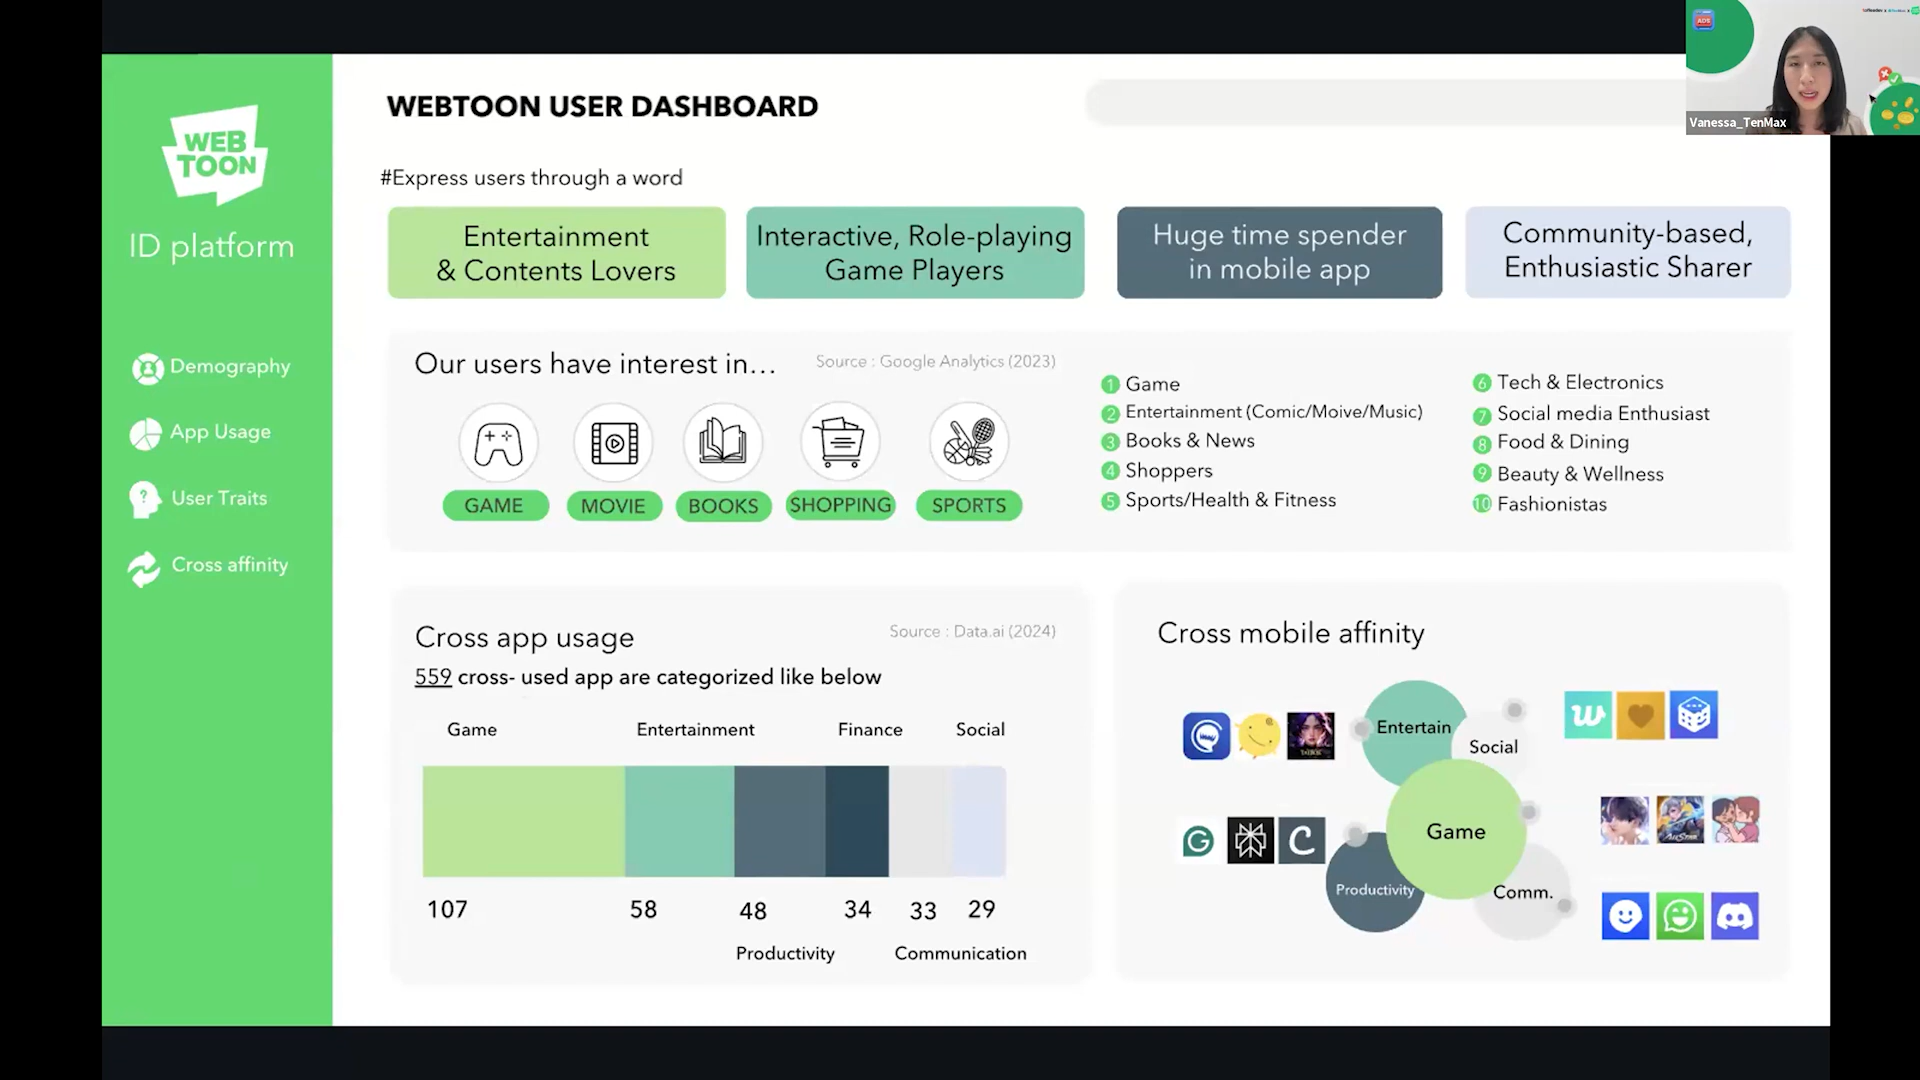 WEB
TOON
ID platform
Demography
App Usage
User Traits
Cross affinity
WEBTOON USER DASHBOARD
#Express users through a word
Entertainment
& Contents Lovers
Interactive, Role-playing
Game Players
Huge time spender
in mobile app
Community-based,
Enthusiastic Sharer
Our users have interest in...
Source : Google Analytics (2023)
GAME
MOVIE
BOOKS
SHOPPING
SPORTS
1 Game
2 Entertainment (Comic/Moive/Music)
3 Books & News
4 Shoppers
5 Sports/Health & Fitness
6 Tech & Electronics
7 Social media Enthusiast
8 Food & Dining
9 Beauty & Wellness
10 Fashionistas
Cross app usage
Source : Data.ai (2024)
559 cross- used app are categorized like below
Game
Entertainment
Finance
Social
107
58
48
34
33
29
Productivity
Communication
Cross mobile affinity
Entertain
Social
Game
Productivity
Comm.
ADS
Vanessa_TenMax